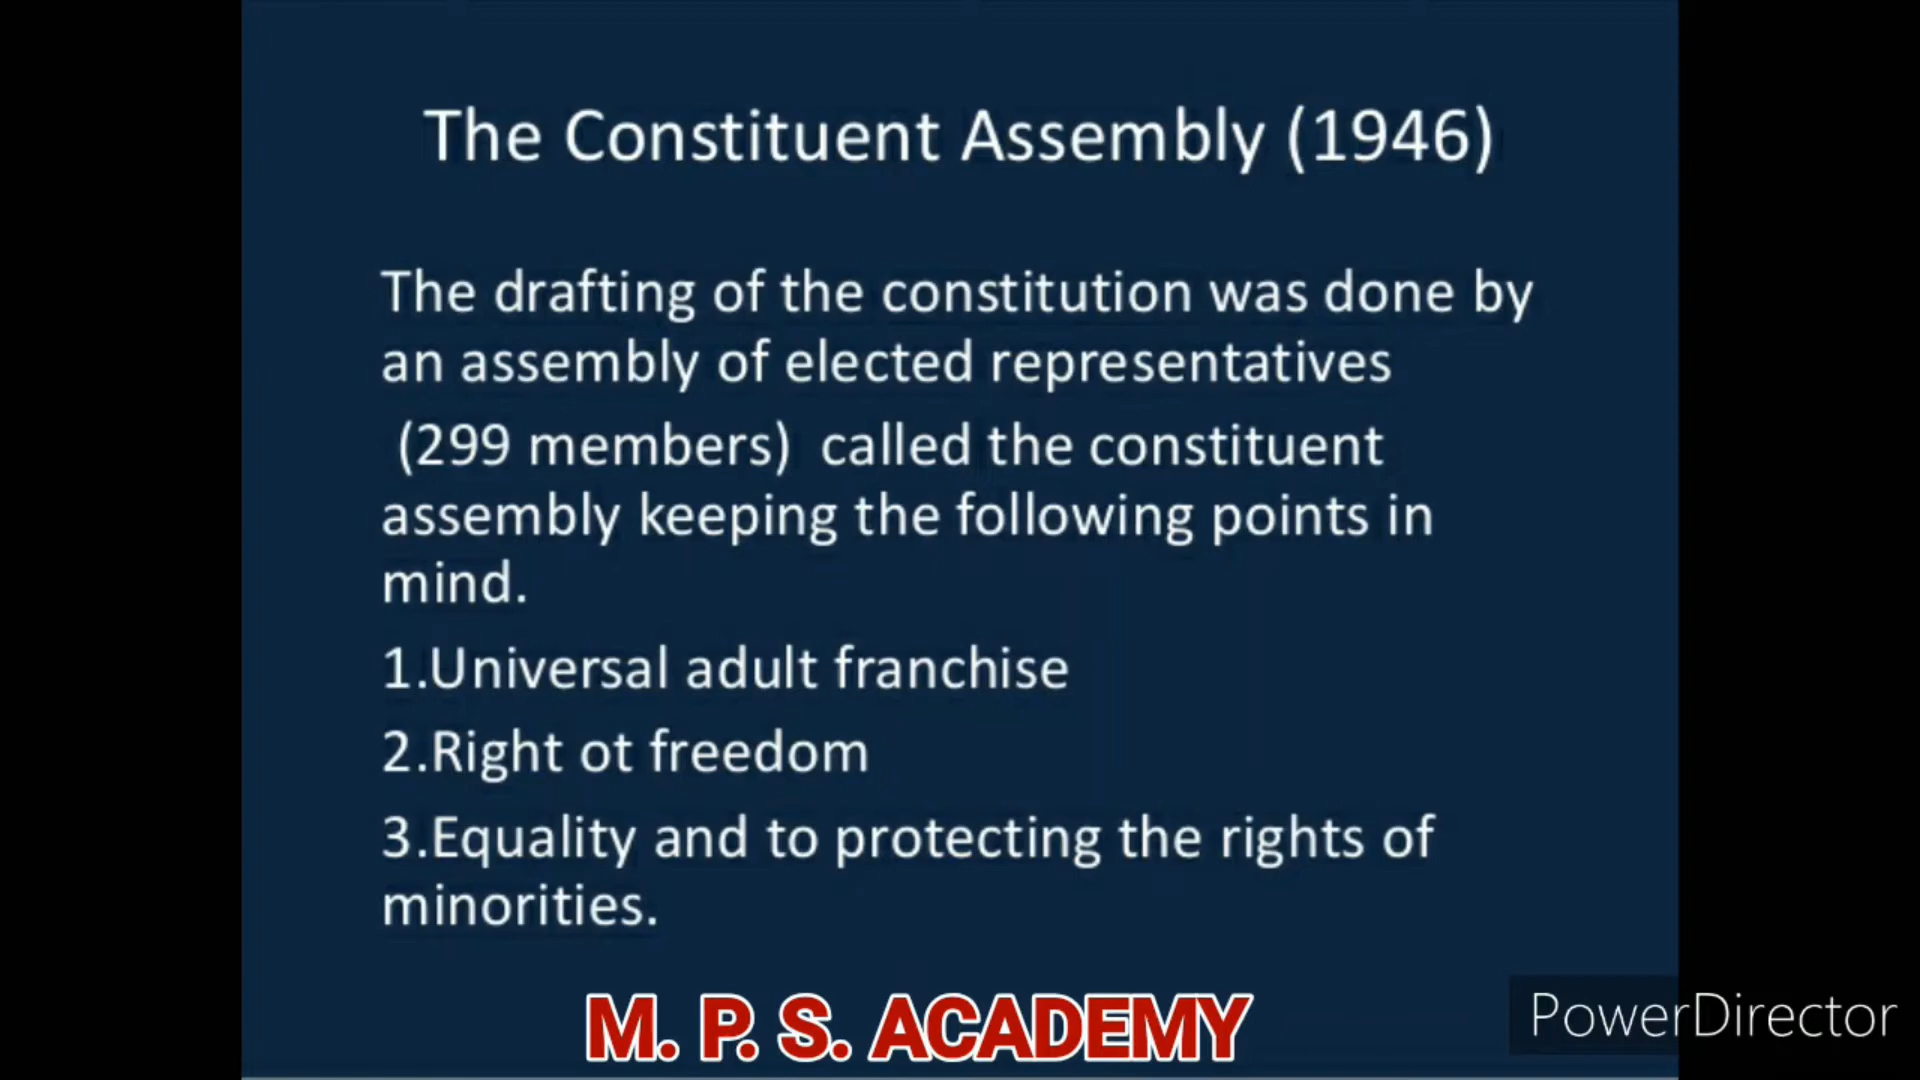 The Constituent Assembly (1946)
The drafting of the constitution was done by
an assembly of elected representatives
(299 members) called the constituent
assembly keeping the following points in
mind.
1.Universal adult franchise
2.Right ot freedom
3.Equality and to protecting the rights of
minorities.
M. P. S. ACADEMY
PowerDirector